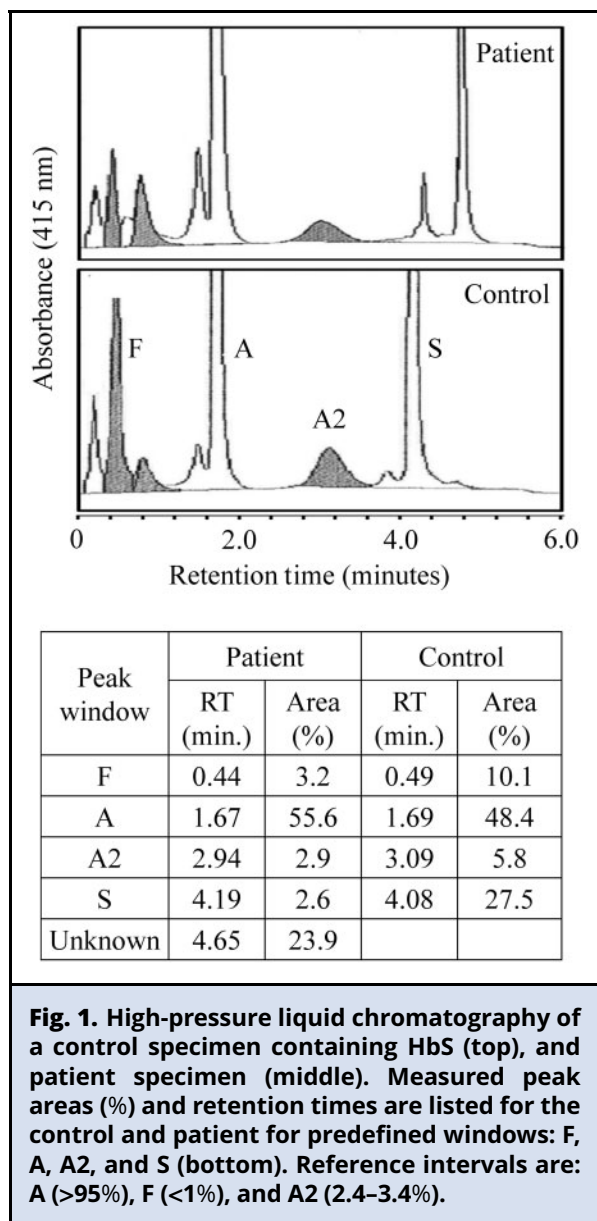 Patient
Absorbance (415 nm)
Control
F
A
S
A2
0
2.0
4.0
6.0
Retention time (minutes)
Peak window
Patient
Control
RT (min.)
Area (%)
RT (min.)
Area (%)
F 0.44 3.2 0.49 10.1
A 1.67 55.6 1.69 48.4
A2 2.94 2.9 3.09 5.8
S 4.19 2.6 4.08 27.5
Unknown 4.65 23.9
Fig. 1. High-pressure liquid chromatography of
a control specimen containing HbS (top), and
patient specimen (middle). Measured peak
areas (%) and retention times are listed for the
control and patient for predefined windows: F,
A, A2, and S (bottom). Reference intervals are:
A (>95%), F (<1%), and A2 (2.4–3.4%).